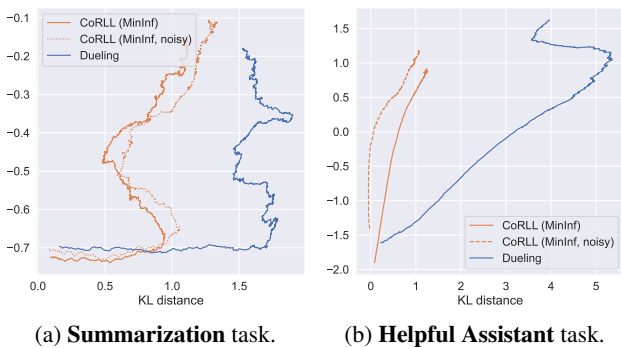 −0.1
−0.2
−0.3
−0.4
−0.5
−0.6
−0.7
CoRLL (MinInf)
CoRLL (MinInf, noisy)
Dueling
0.0 0.5 1.0 1.5
KL distance
(a) Summarization task.
1.5
1.0
0.5
0.0
−0.5
−1.0
−1.5
−2.0
CoRLL (MinInf)
CoRLL (MinInf, noisy)
Dueling
0 1 2 3 4 5
KL distance
(b) Helpful Assistant task.